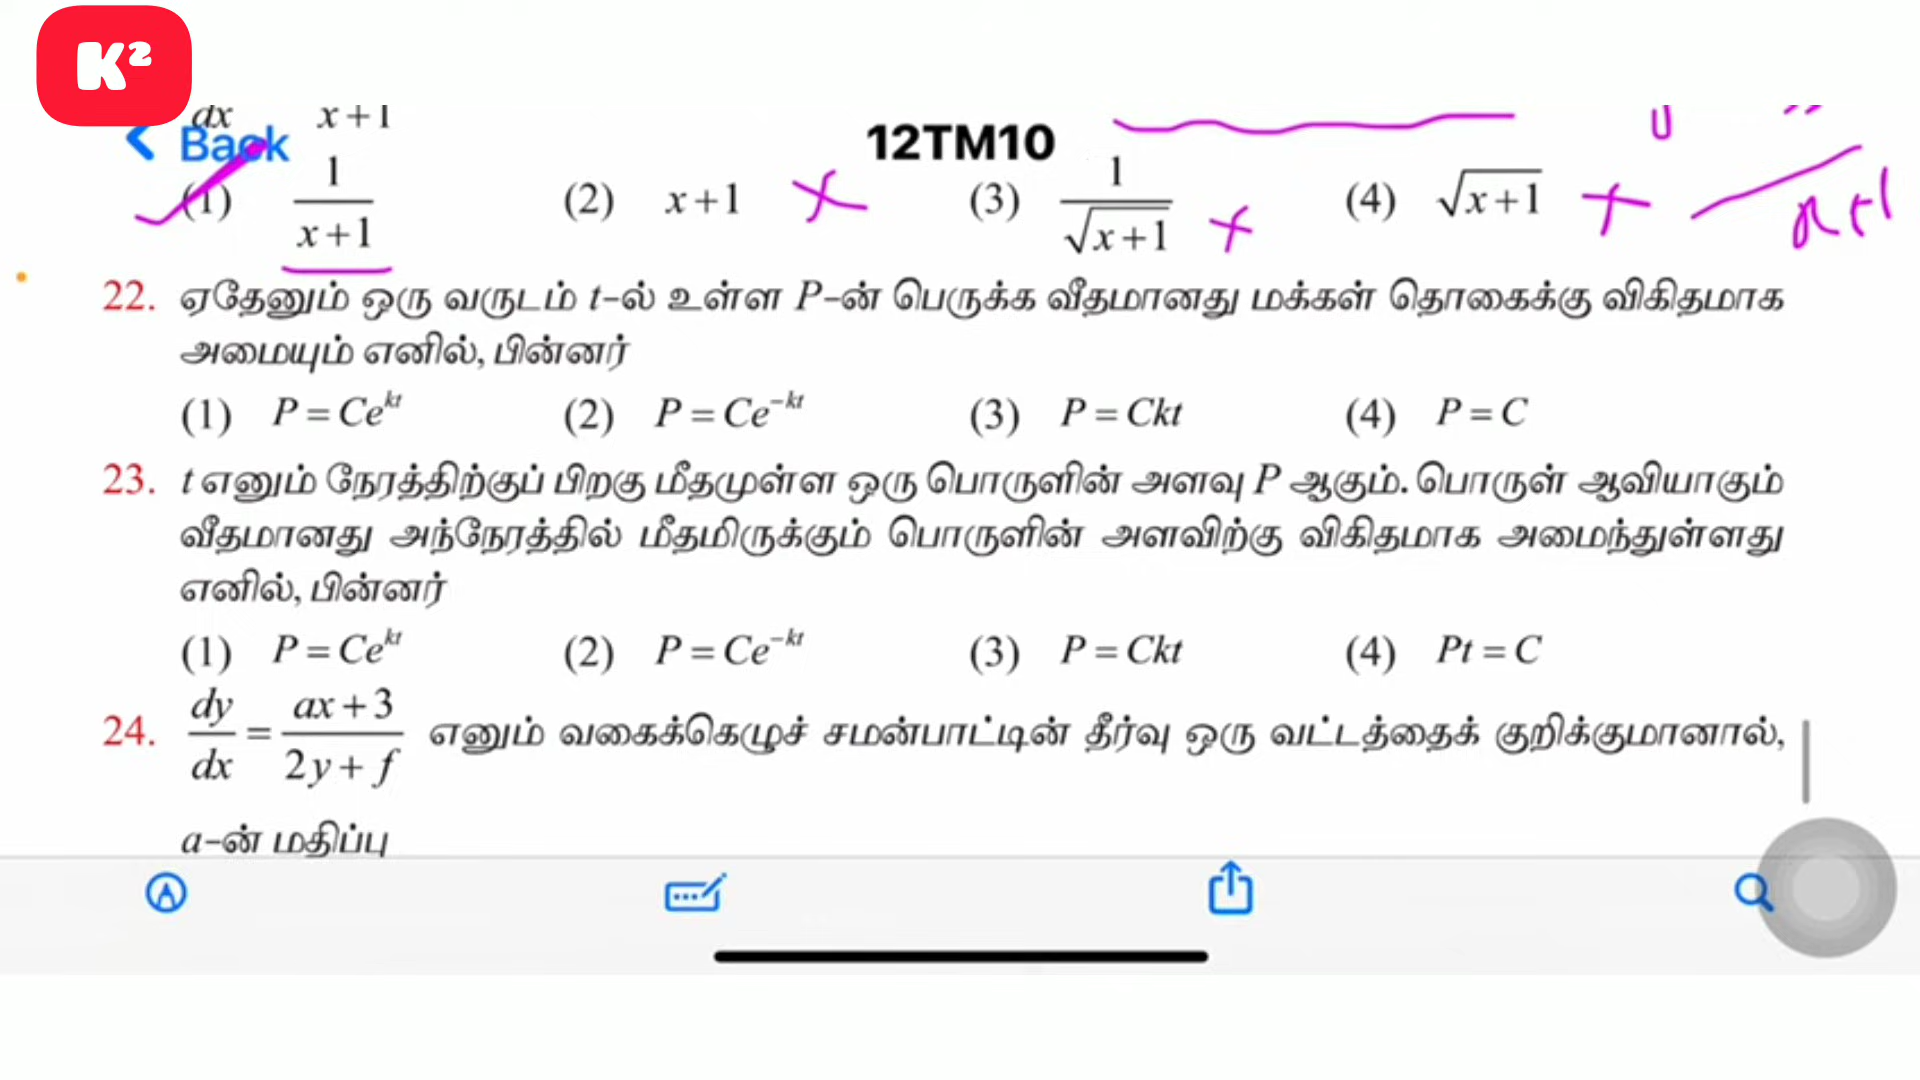 K²
dx x+1
Back 12TM10
(1) 1/(x+1) (2) x+1 (3) 1/√(x+1) (4) √(x+1) x+1
22. ஏதேனும் ஒரு வருடம் t-ல் உள்ள P-ன் பெருக்க வீதமானது மக்கள் தொகைக்கு விகிதமாக
அமையும் எனில், பின்னர்
(1) P = Ce^{kt} (2) P = Ce^{-kt} (3) P = Ckt (4) P = C
23. t எனும் நேரத்திற்குப் பிறகு மீதமுள்ள ஒரு பொருளின் அளவு P ஆகும். பொருள் ஆவியாகும்
வீதமானது அந்நேரத்தில் மீதமிருக்கும் பொருளின் அளவிற்கு விகிதமாக அமைந்துள்ளது
எனில், பின்னர்
(1) P = Ce^{kt} (2) P = Ce^{-kt} (3) P = Ckt (4) Pt = C
24. dy/dx = (ax+3)/(2y+f) எனும் வகைக்கெழுச் சமன்பாட்டின் தீர்வு ஒரு வட்டத்தைக் குறிக்குமானால்,
a-ன் மதிப்பு